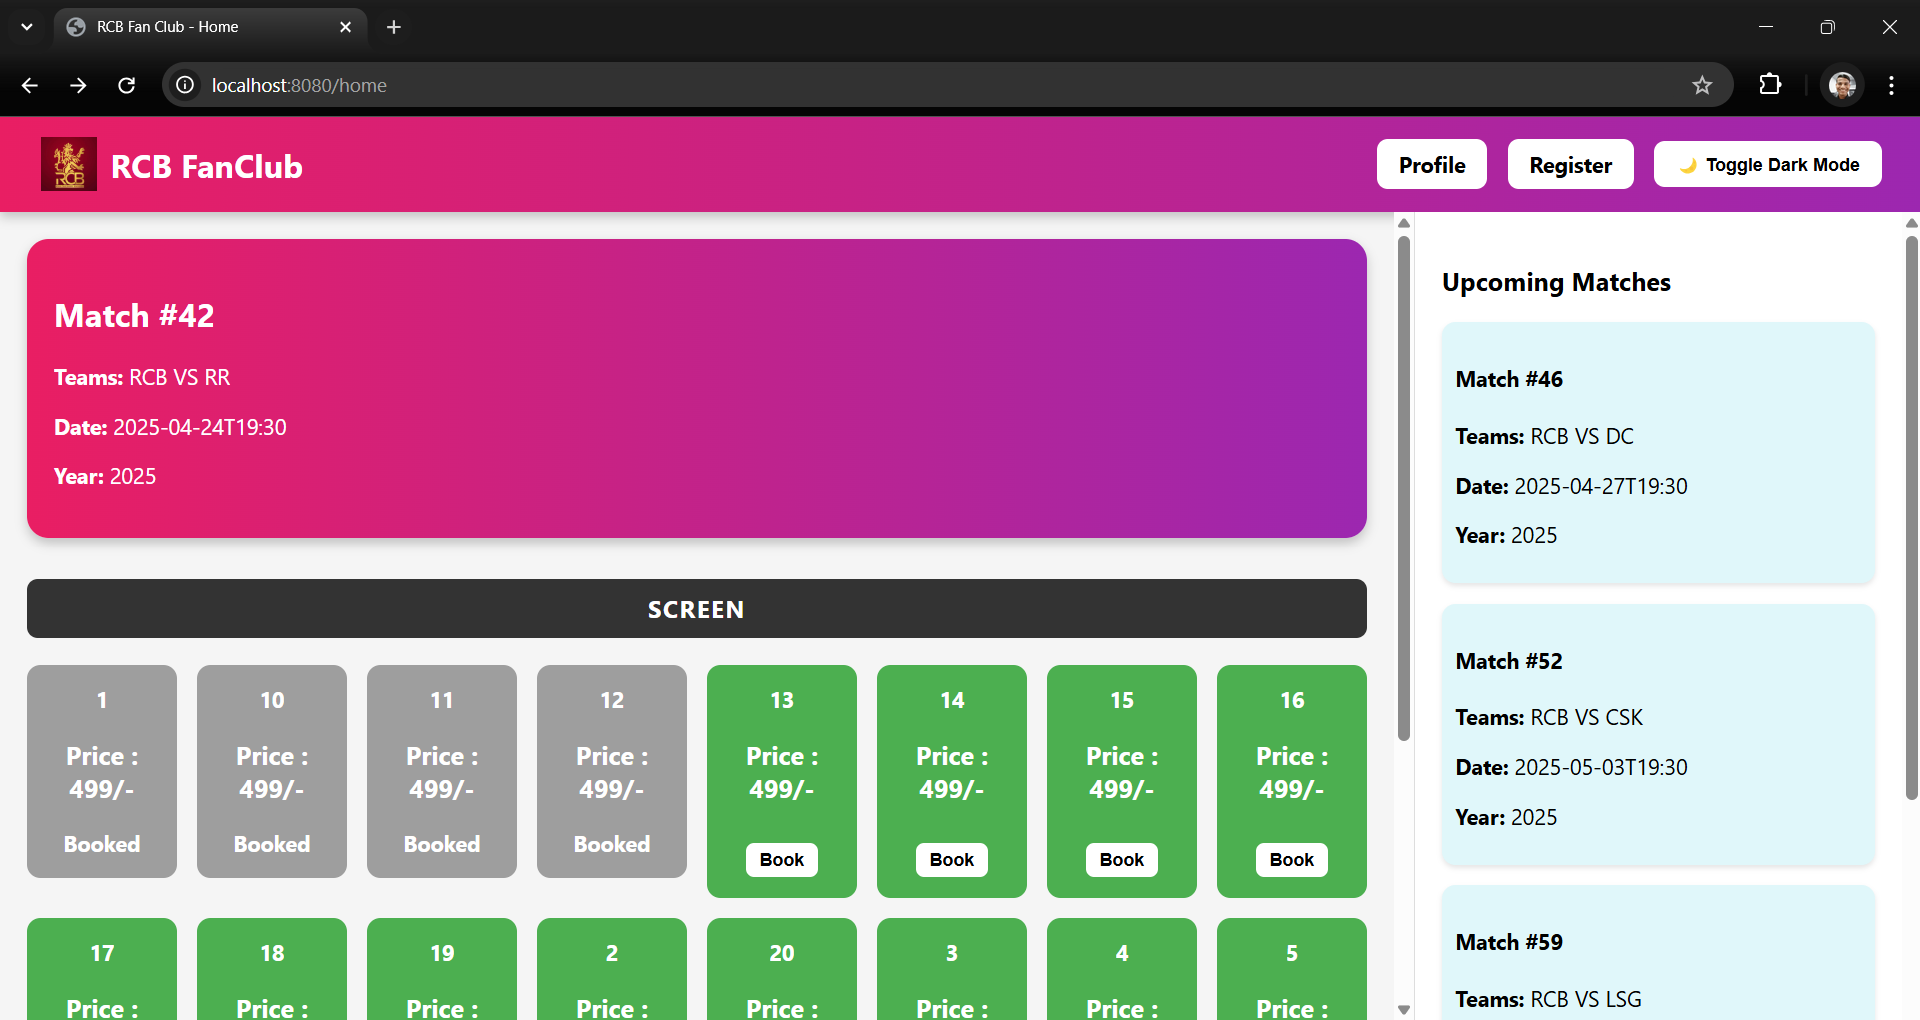 RCB Fan Club - Home
localhost:8080/home
RCB
RCB FanClub
Profile
Register
🌙 Toggle Dark Mode
Match #42
Teams: RCB VS RR
Date: 2025-04-24T19:30
Year: 2025
SCREEN
1
Price :
499/-
Booked
10
Price :
499/-
Booked
11
Price :
499/-
Booked
12
Price :
499/-
Booked
13
Price :
499/-
Book
14
Price :
499/-
Book
15
Price :
499/-
Book
16
Price :
499/-
Book
17
Price :
18
Price :
19
Price :
2
Price :
20
Price :
3
Price :
4
Price :
5
Price :
Upcoming Matches
Match #46
Teams: RCB VS DC
Date: 2025-04-27T19:30
Year: 2025
Match #52
Teams: RCB VS CSK
Date: 2025-05-03T19:30
Year: 2025
Match #59
Teams: RCB VS LSG